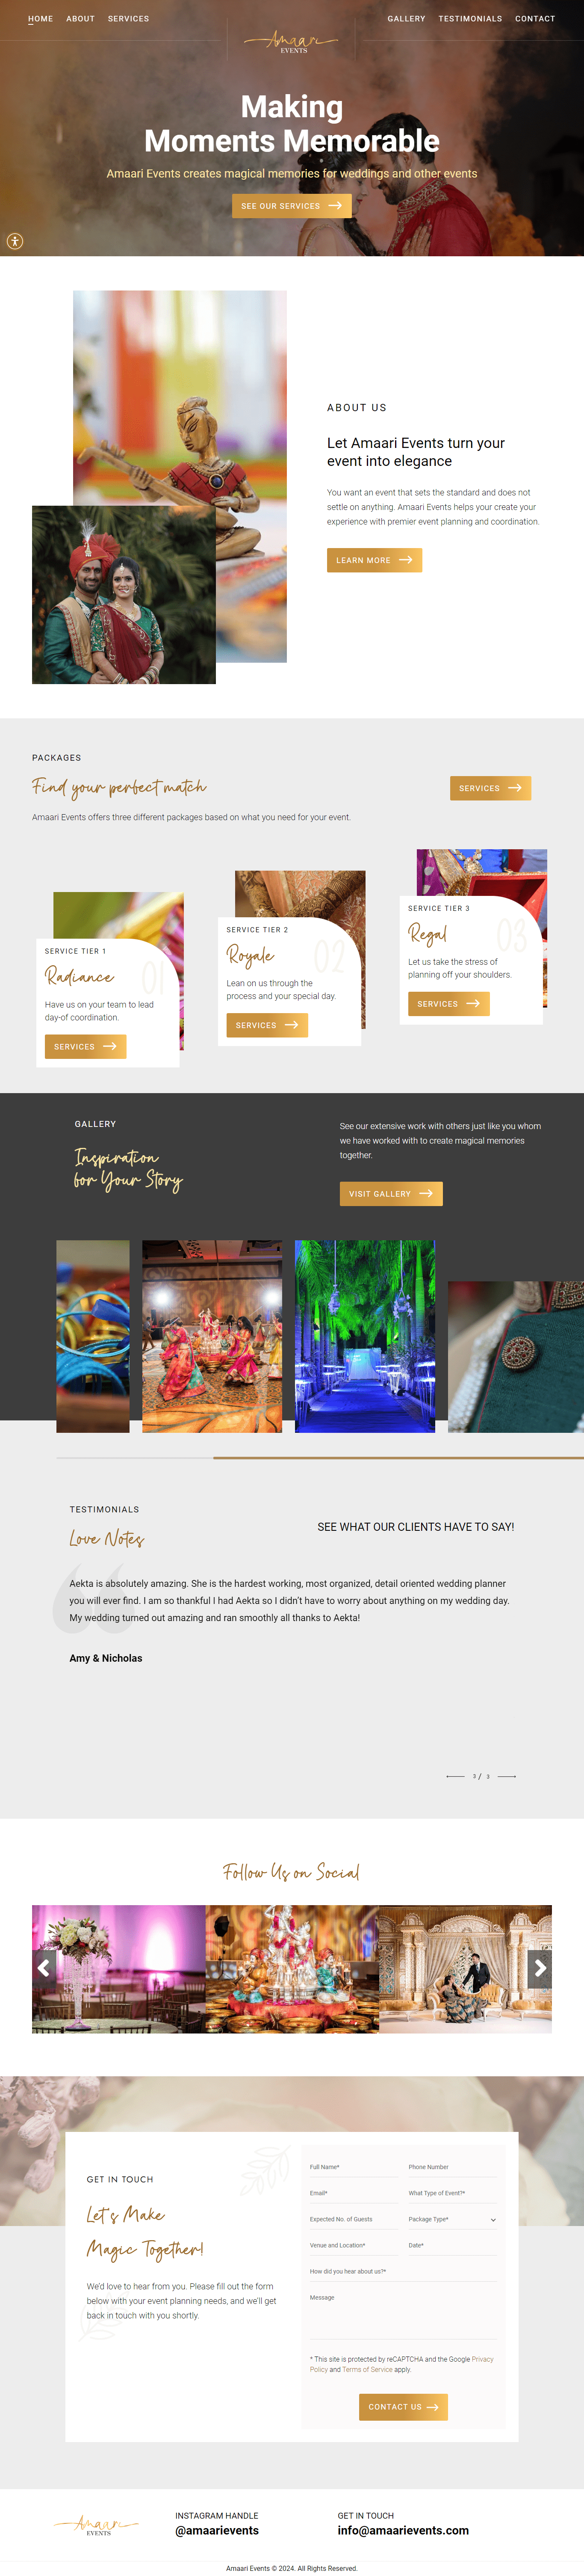 HOME ABOUT SERVICES
Amaari
EVENTS
GALLERY TESTIMONIALS CONTACT
Making
Moments Memorable
Amaari Events creates magical memories for weddings and other events
SEE OUR SERVICES
ABOUT US
Let Amaari Events turn your
event into elegance
You want an event that sets the standard and does not
settle on anything. Amaari Events helps your create your
experience with premier event planning and coordination.
LEARN MORE
PACKAGES
Find your perfect match
SERVICES
Amaari Events offers three different packages based on what you need for your event.
SERVICE TIER 1
01
Radiance
Have us on your team to lead
day-of coordination.
SERVICES
SERVICE TIER 2
02
Royale
Lean on us through the
process and your special day.
SERVICES
SERVICE TIER 3
03
Regal
Let us take the stress of
planning off your shoulders.
SERVICES
GALLERY
Inspiration
for Your Story
See our extensive work with others just like you whom
we have worked with to create magical memories
together.
VISIT GALLERY
TESTIMONIALS
Love Notes
SEE WHAT OUR CLIENTS HAVE TO SAY!
Aekta is absolutely amazing. She is the hardest working, most organized, detail oriented wedding planner
you will ever find. I am so thankful I had Aekta so I didn't have to worry about anything on my wedding day.
My wedding turned out amazing and ran smoothly all thanks to Aekta!
Amy & Nicholas
3 / 3
Follow Us on Social
GET IN TOUCH
Let's Make
Magic Together!
We'd love to hear from you. Please fill out the form
below with your event planning needs, and we'll get
back in touch with you shortly.
Full Name* Phone Number
Email* What Type of Event?*
Expected No. of Guests Package Type*
Venue and Location* Date*
How did you hear about us?*
Message
* This site is protected by reCAPTCHA and the Google Privacy
Policy and Terms of Service apply.
CONTACT US
Amaari
EVENTS
INSTAGRAM HANDLE
@amaarievents
GET IN TOUCH
info@amaarievents.com
Amaari Events © 2024. All Rights Reserved.